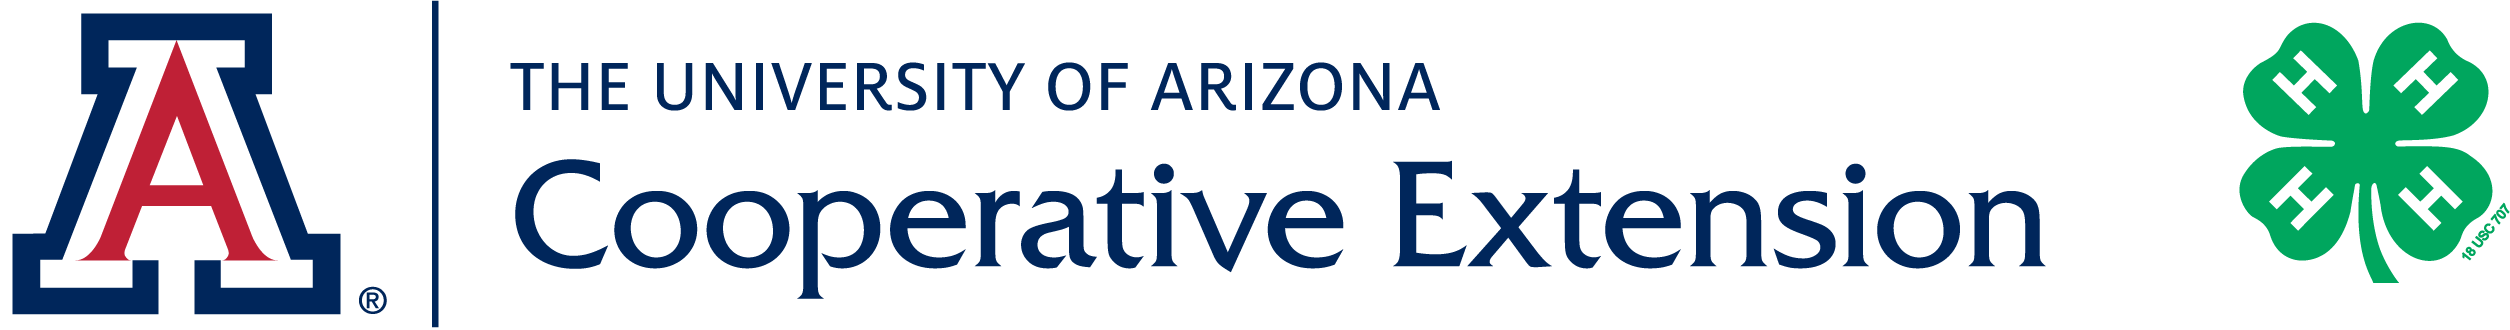 A
®
THE UNIVERSITY OF ARIZONA
Cooperative Extension
H H
H H
18 USC 707